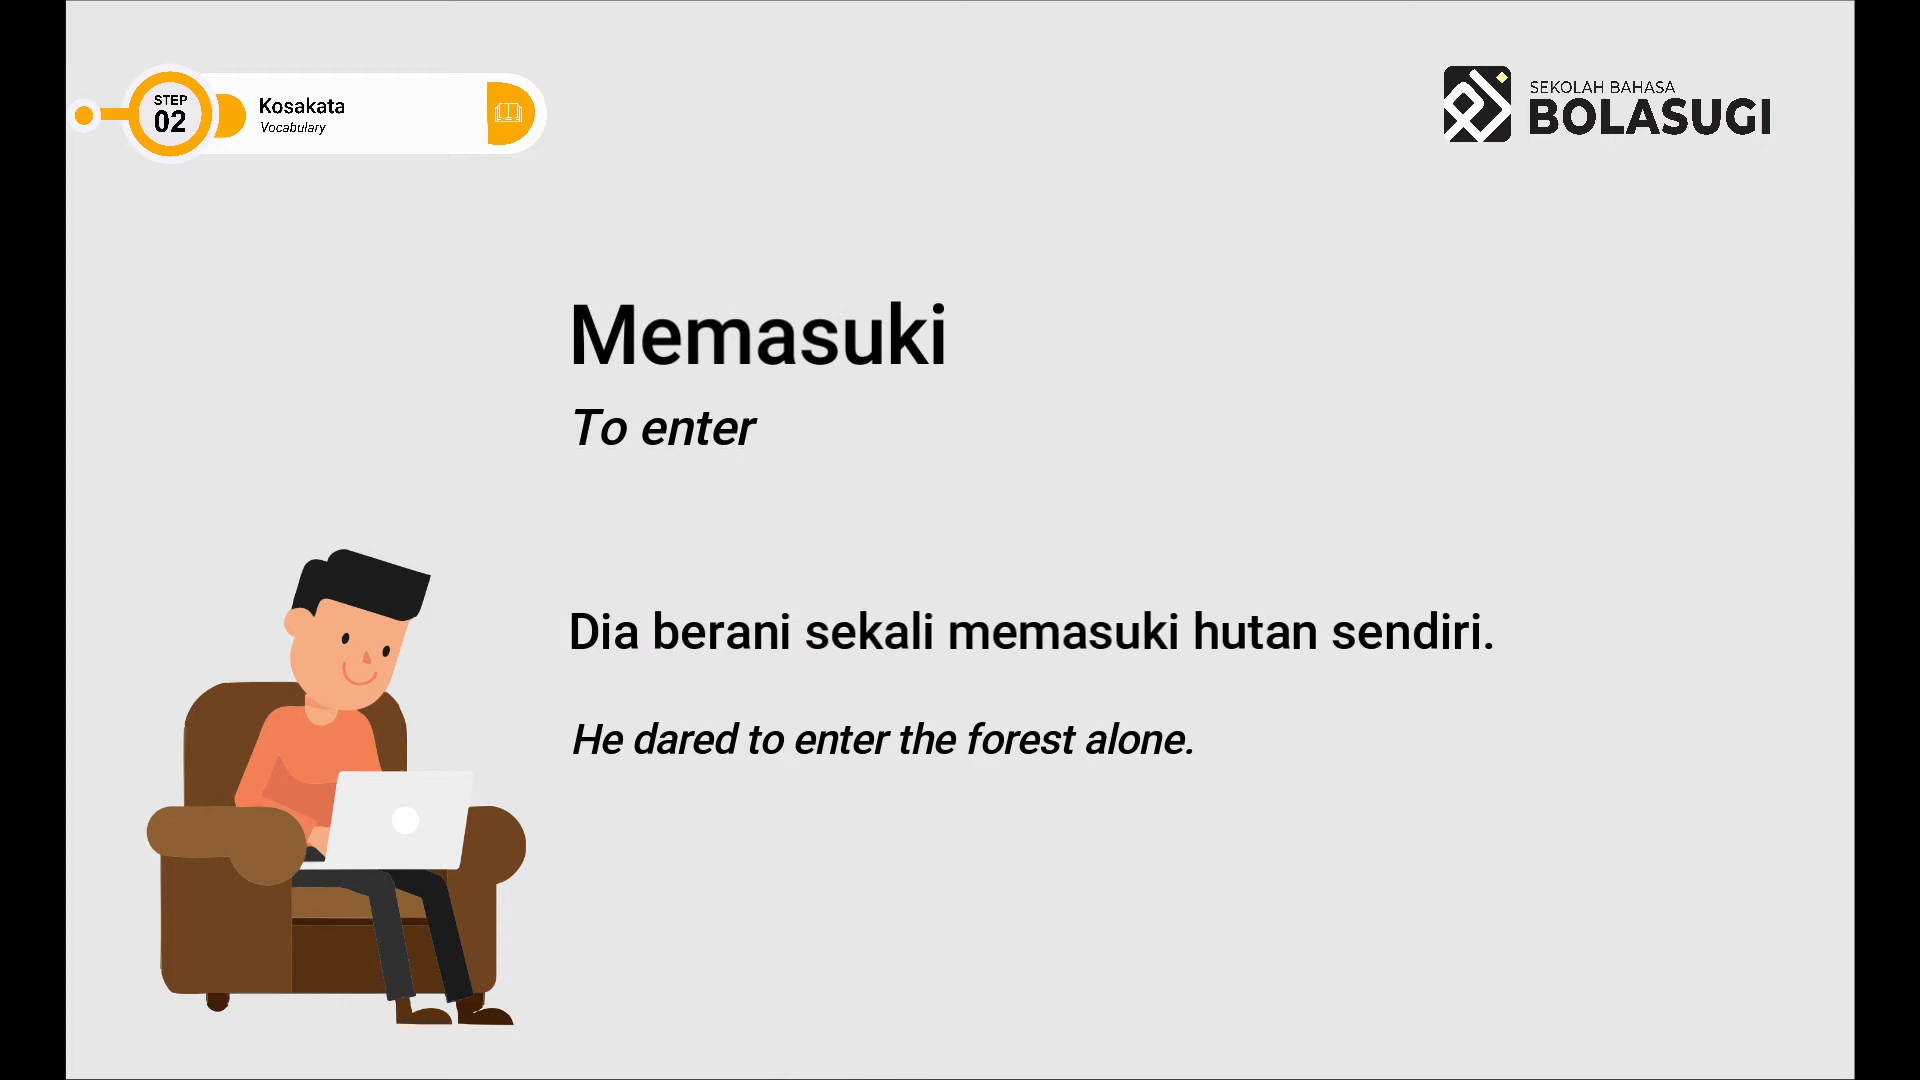 STEP
02
Kosakata
Vocabulary
SEKOLAH BAHASA
BOLASUGI
Memasuki
To enter
Dia berani sekali memasuki hutan sendiri.
He dared to enter the forest alone.